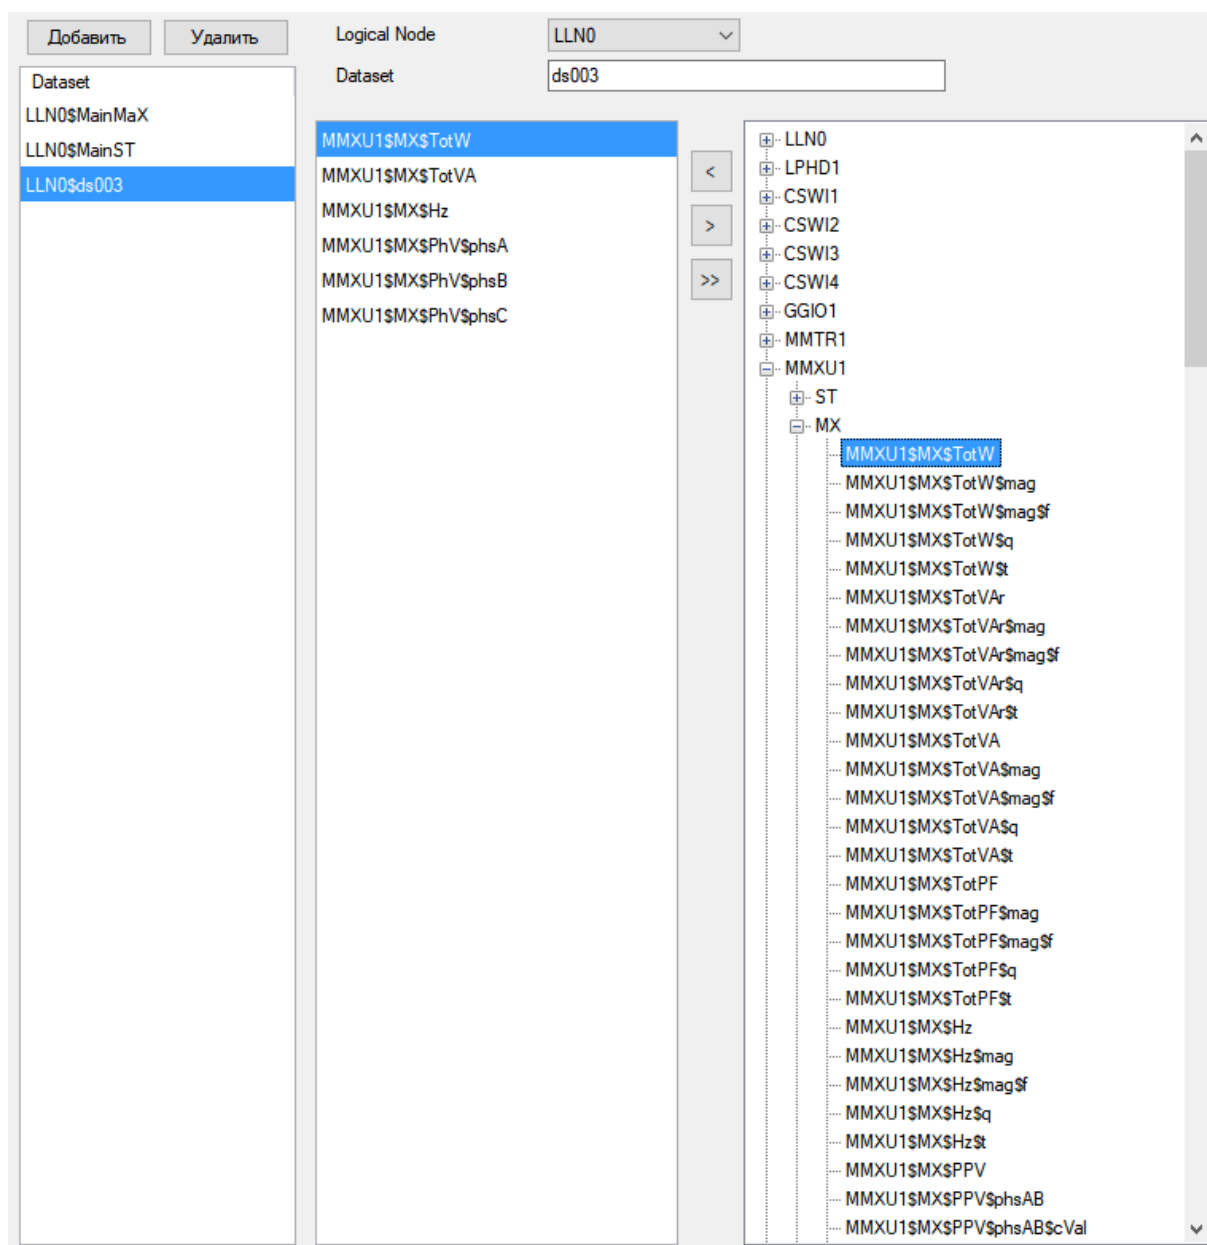 Добавить
Удалить
Logical Node
LLN0
Dataset
ds003
Dataset
LLN0$MainMaX
LLN0$MainST
LLN0$ds003
MMXU1$MX$TotW
MMXU1$MX$TotVA
MMXU1$MX$Hz
MMXU1$MX$PhV$phsA
MMXU1$MX$PhV$phsB
MMXU1$MX$PhV$phsC
<
>
>>
LLN0
LPHD1
CSWI1
CSWI2
CSWI3
CSWI4
GGIO1
MMTR1
MMXU1
ST
MX
MMXU1$MX$TotW
MMXU1$MX$TotW$mag
MMXU1$MX$TotW$mag$f
MMXU1$MX$TotW$q
MMXU1$MX$TotW$t
MMXU1$MX$TotVAr
MMXU1$MX$TotVAr$mag
MMXU1$MX$TotVAr$mag$f
MMXU1$MX$TotVAr$q
MMXU1$MX$TotVAr$t
MMXU1$MX$TotVA
MMXU1$MX$TotVA$mag
MMXU1$MX$TotVA$mag$f
MMXU1$MX$TotVA$q
MMXU1$MX$TotVA$t
MMXU1$MX$TotPF
MMXU1$MX$TotPF$mag
MMXU1$MX$TotPF$mag$f
MMXU1$MX$TotPF$q
MMXU1$MX$TotPF$t
MMXU1$MX$Hz
MMXU1$MX$Hz$mag
MMXU1$MX$Hz$mag$f
MMXU1$MX$Hz$q
MMXU1$MX$Hz$t
MMXU1$MX$PPV
MMXU1$MX$PPV$phsAB
MMXU1$MX$PPV$phsAB$cVal